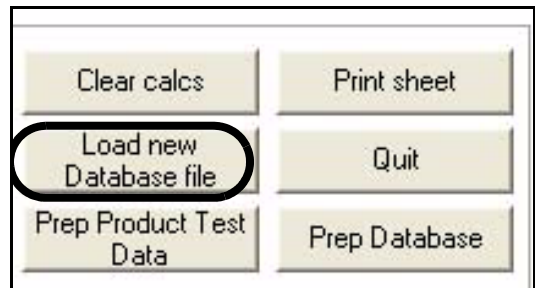 Clear calcs
Print sheet
Load new
Database file
Quit
Prep Product Test
Data
Prep Database